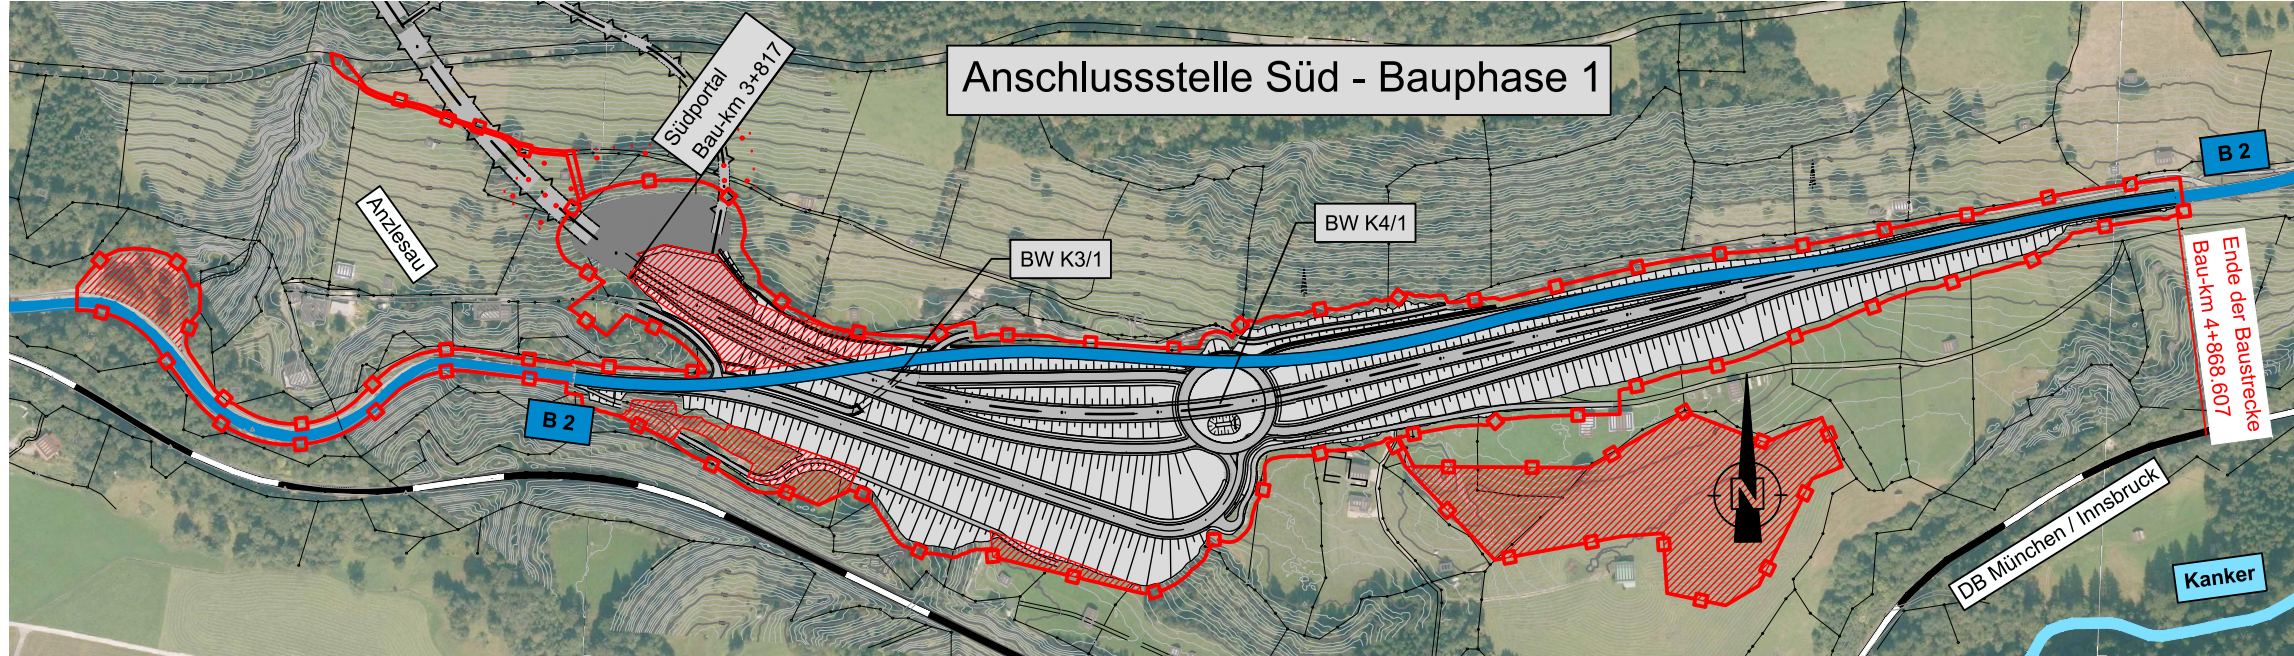 Anschlussstelle Süd - Bauphase 1
Südportal
Bau-km 3+817
B 2
Anzlesau
BW K4/1
BW K3/1
Ende der Baustrecke
Bau-km 4+868.607
B 2
N
DB München / Innsbruck
Kanker